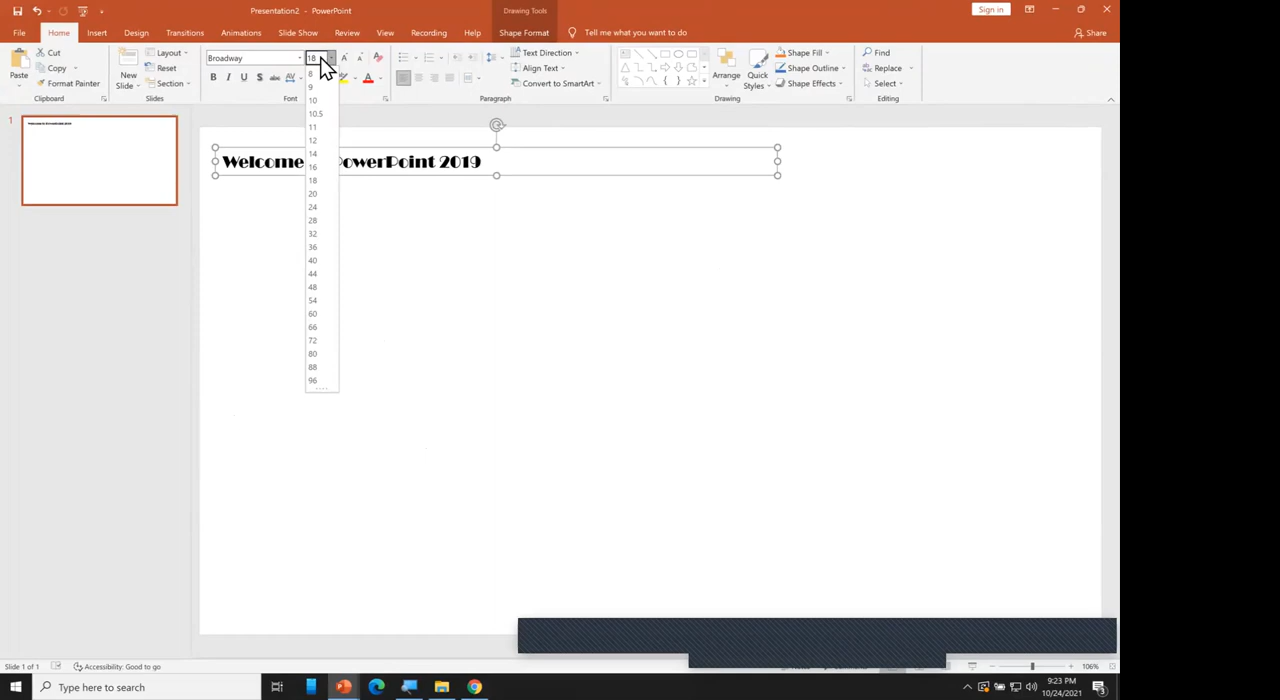 Presentation2 - PowerPoint
Drawing Tools
Sign in
File Home Insert Design Transitions Animations Slide Show Review View Recording Help Shape Format Tell me what you want to do Share
Cut Layout Broadway 18 Text Direction Shape Fill Find
Paste Copy New Slide Reset Align Text Arrange Quick Styles Shape Outline Replace
Format Painter Section Convert to SmartArt Shape Effects Select
Clipboard Slides Font Paragraph Drawing Editing
8
9
10
10.5
11
12
14
16
18
20
24
28
32
36
40
44
48
54
60
66
72
80
88
96
1
Welcome PowerPoint 2019
Slide 1 of 1 Accessibility: Good to go 106%
Type here to search
9:23 PM
10/24/2021
3